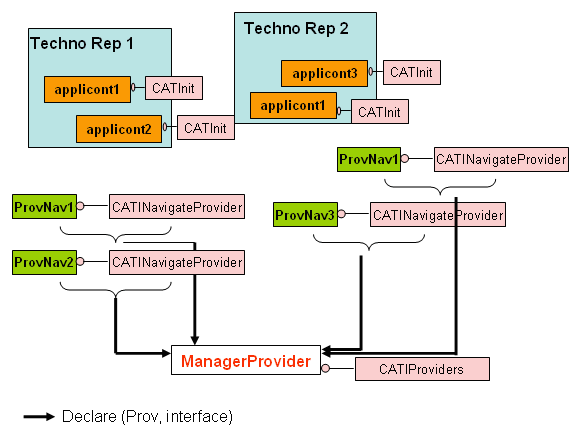 Techno Rep 1
applicont1
CATInit
applicont2
CATInit
Techno Rep 2
applicont3
CATInit
applicont1
CATInit
ProvNav1
CATINavigateProvider
ProvNav1
CATINavigateProvider
ProvNav3
CATINavigateProvider
ProvNav2
CATINavigateProvider
ManagerProvider
CATIProviders
Declare (Prov, interface)